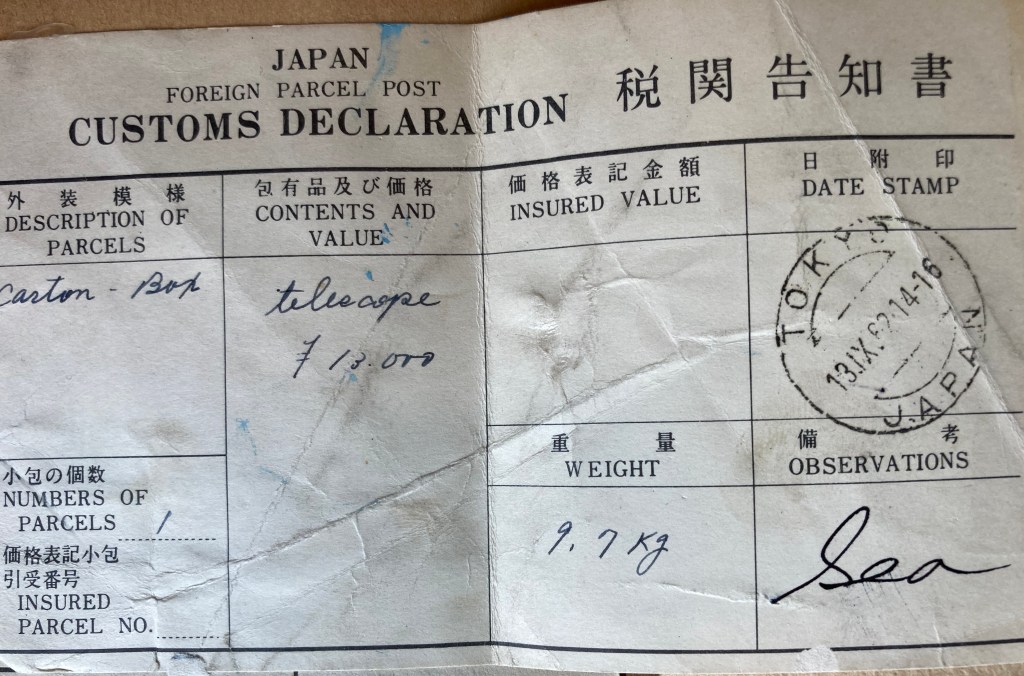 JAPAN
FOREIGN PARCEL POST
CUSTOMS DECLARATION
税関告知書
外装模様
DESCRIPTION OF
PARCELS
Carton - Box
包有品及び価格
CONTENTS AND
VALUE
telescope
¥ 13.000
価格表記金額
INSURED VALUE
日附印
DATE STAMP
TOKYO
13.IX.62.14-16
JAPAN
小包の個数
NUMBERS OF
PARCELS 1
価格表記小包
引受番号
INSURED
PARCEL NO.
重量
WEIGHT
9.7 Kg
備考
OBSERVATIONS
Sea